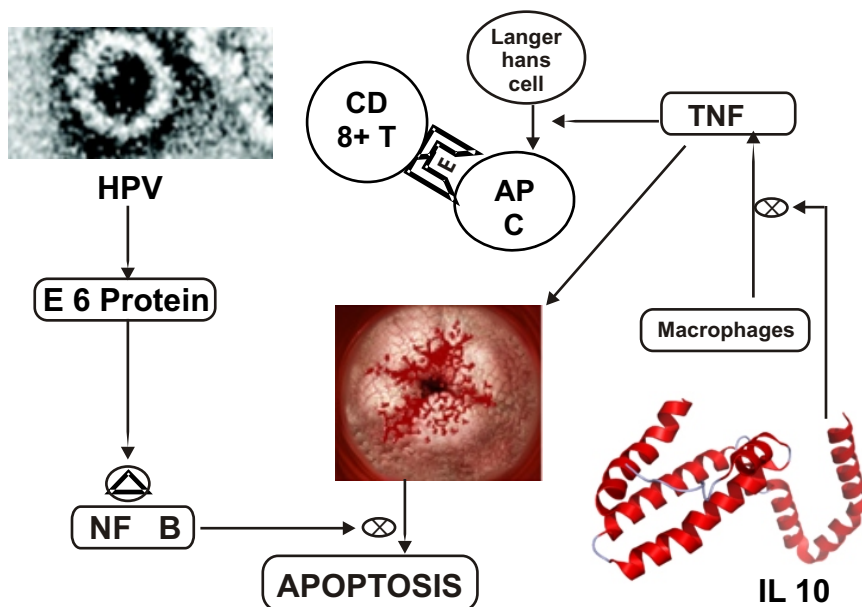 Langer
hans
cell
CD
8+ T
TNF
E
HPV
AP
C
E 6 Protein
Macrophages
NF B
APOPTOSIS
IL 10